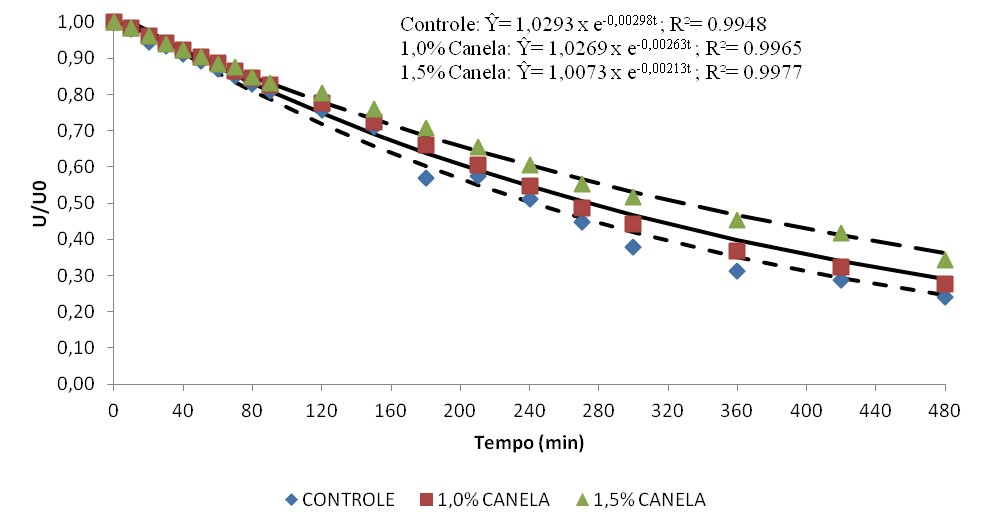 Controle: Ŷ= 1,0293 x e-0,00298t ; R²= 0.9948
1,0% Canela: Ŷ= 1,0269 x e-0,00263t ; R²= 0.9965
1,5% Canela: Ŷ= 1,0073 x e-0,00213t ; R²= 0.9977
1,00
0,90
0,80
0,70
0,60
0,50
0,40
0,30
0,20
0,10
0,00
U/U0
0 40 80 120 160 200 240 280 320 360 400 440 480
Tempo (min)
CONTROLE 1,0% CANELA 1,5% CANELA